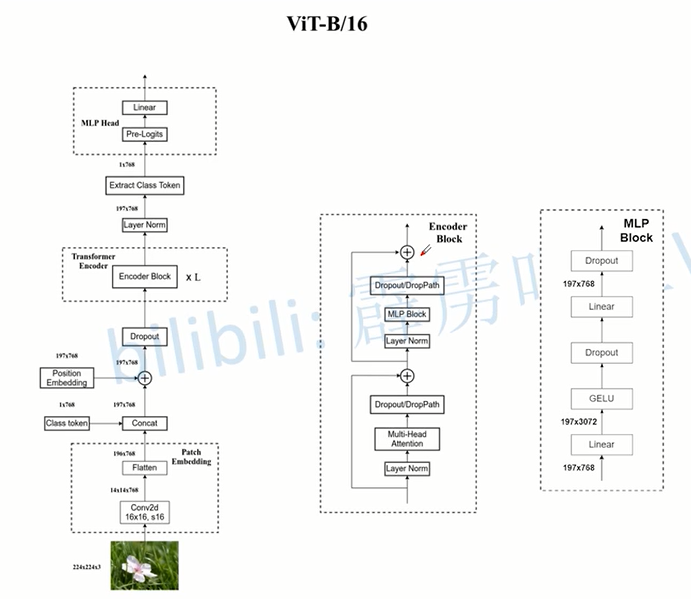 ViT-B/16
Linear
MLP Head
Pre-Logits
1x768
Extract Class Token
197x768
Layer Norm
Transformer
Encoder
Encoder Block
x L
Dropout
197x768
197x768
Position
Embedding
1x768
197x768
Class token
Concat
196x768
Patch
Embedding
Flatten
14x14x768
Conv2d
16x16, s16
224x224x3
Encoder
Block
Dropout/DropPath
MLP Block
Layer Norm
Dropout/DropPath
Multi-Head
Attention
Layer Norm
MLP
Block
Dropout
197x768
Linear
Dropout
GELU
197x3072
Linear
197x768
bilibili: 霹雳